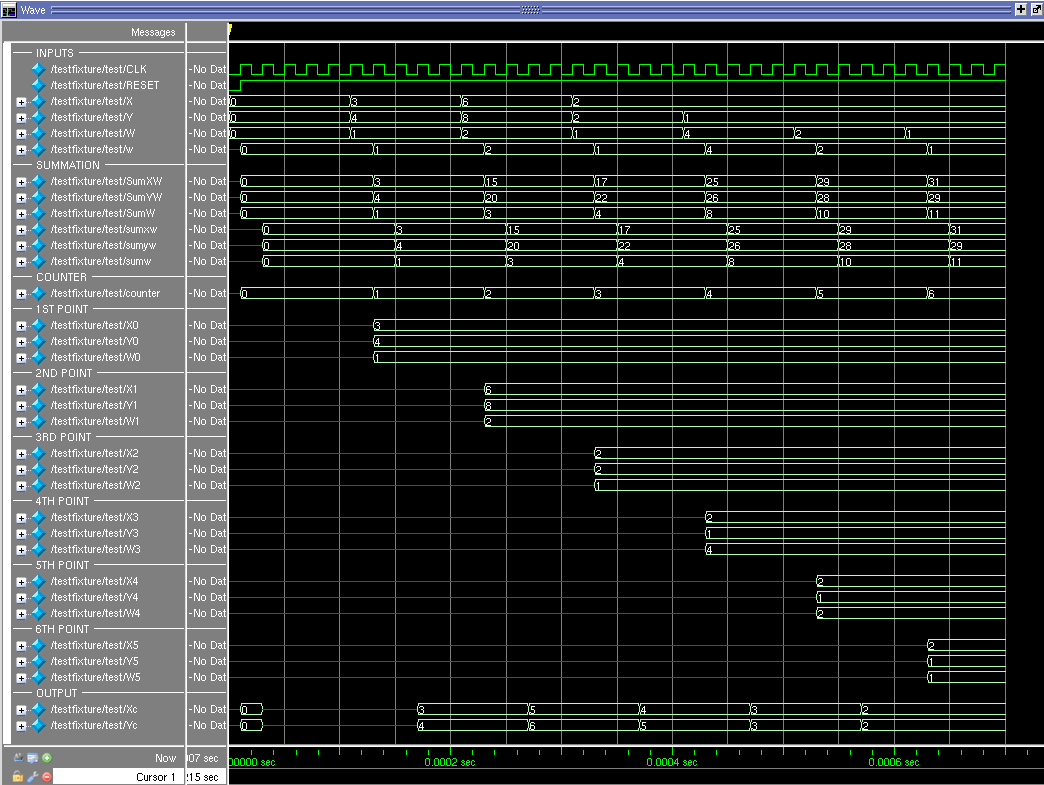 Wave
Messages
INPUTS
/testfixture/test/CLK -No Dat
/testfixture/test/RESET -No Dat
/testfixture/test/X -No Dat 0 3 6 2
/testfixture/test/Y -No Dat 0 4 8 2 1
/testfixture/test/W -No Dat 0 1 2 1 4 2 1
/testfixture/test/w -No Dat 0 1 2 1 4 2 1
SUMMATION
/testfixture/test/SumXW -No Dat 0 3 15 17 25 29 31
/testfixture/test/SumYW -No Dat 0 4 20 22 26 28 29
/testfixture/test/SumW -No Dat 0 1 3 4 8 10 11
/testfixture/test/sumxw -No Dat 0 3 15 17 25 29 31
/testfixture/test/sumyw -No Dat 0 4 20 22 26 28 29
/testfixture/test/sumw -No Dat 0 1 3 4 8 10 11
COUNTER
/testfixture/test/counter -No Dat 0 1 2 3 4 5 6
1ST POINT
/testfixture/test/X0 -No Dat 3
/testfixture/test/Y0 -No Dat 4
/testfixture/test/W0 -No Dat 1
2ND POINT
/testfixture/test/X1 -No Dat 6
/testfixture/test/Y1 -No Dat 8
/testfixture/test/W1 -No Dat 2
3RD POINT
/testfixture/test/X2 -No Dat 2
/testfixture/test/Y2 -No Dat 2
/testfixture/test/W2 -No Dat 1
4TH POINT
/testfixture/test/X3 -No Dat 2
/testfixture/test/Y3 -No Dat 1
/testfixture/test/W3 -No Dat 4
5TH POINT
/testfixture/test/X4 -No Dat 2
/testfixture/test/Y4 -No Dat 1
/testfixture/test/W4 -No Dat 2
6TH POINT
/testfixture/test/X5 -No Dat 2
/testfixture/test/Y5 -No Dat 1
/testfixture/test/W5 -No Dat 1
OUTPUT
/testfixture/test/Xc -No Dat 0 3 5 4 3 2
/testfixture/test/Yc -No Dat 0 4 6 5 3 2
Now 07 sec 00000 sec 0.0002 sec 0.0004 sec 0.0006 sec
Cursor 1 15 sec